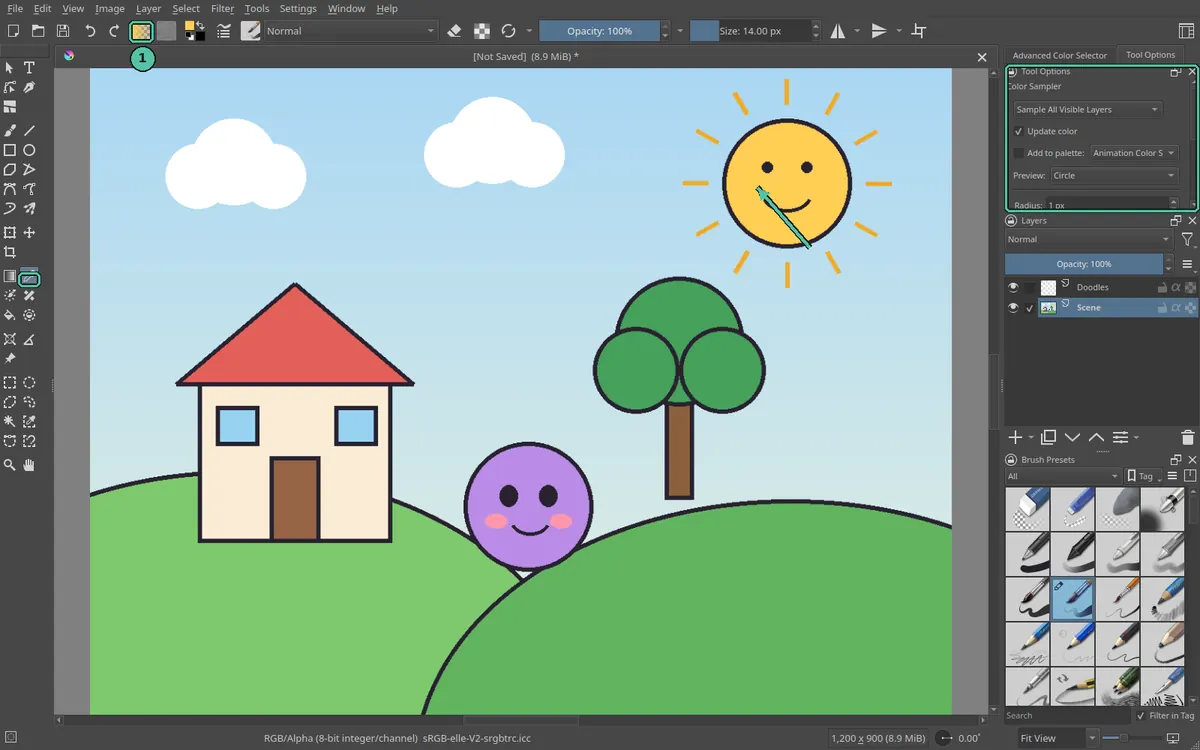 File Edit View Image Layer Select Filter Tools Settings Window Help
Normal Opacity: 100% Size: 14.00 px
1
[Not Saved] (8.9 MiB) *
Advanced Color Selector Tool Options
Tool Options
Color Sampler
Sample All Visible Layers
Update color
Add to palette: Animation Color S
Preview: Circle
Radius: 1 px
Layers
Normal
Opacity: 100%
Doodles
Scene
Brush Presets
All Tag
Search Filter in Tag
RGB/Alpha (8-bit integer/channel) sRGB-elle-V2-srgbtrc.icc 1,200 x 900 (8.9 MiB) 0.00° Fit View